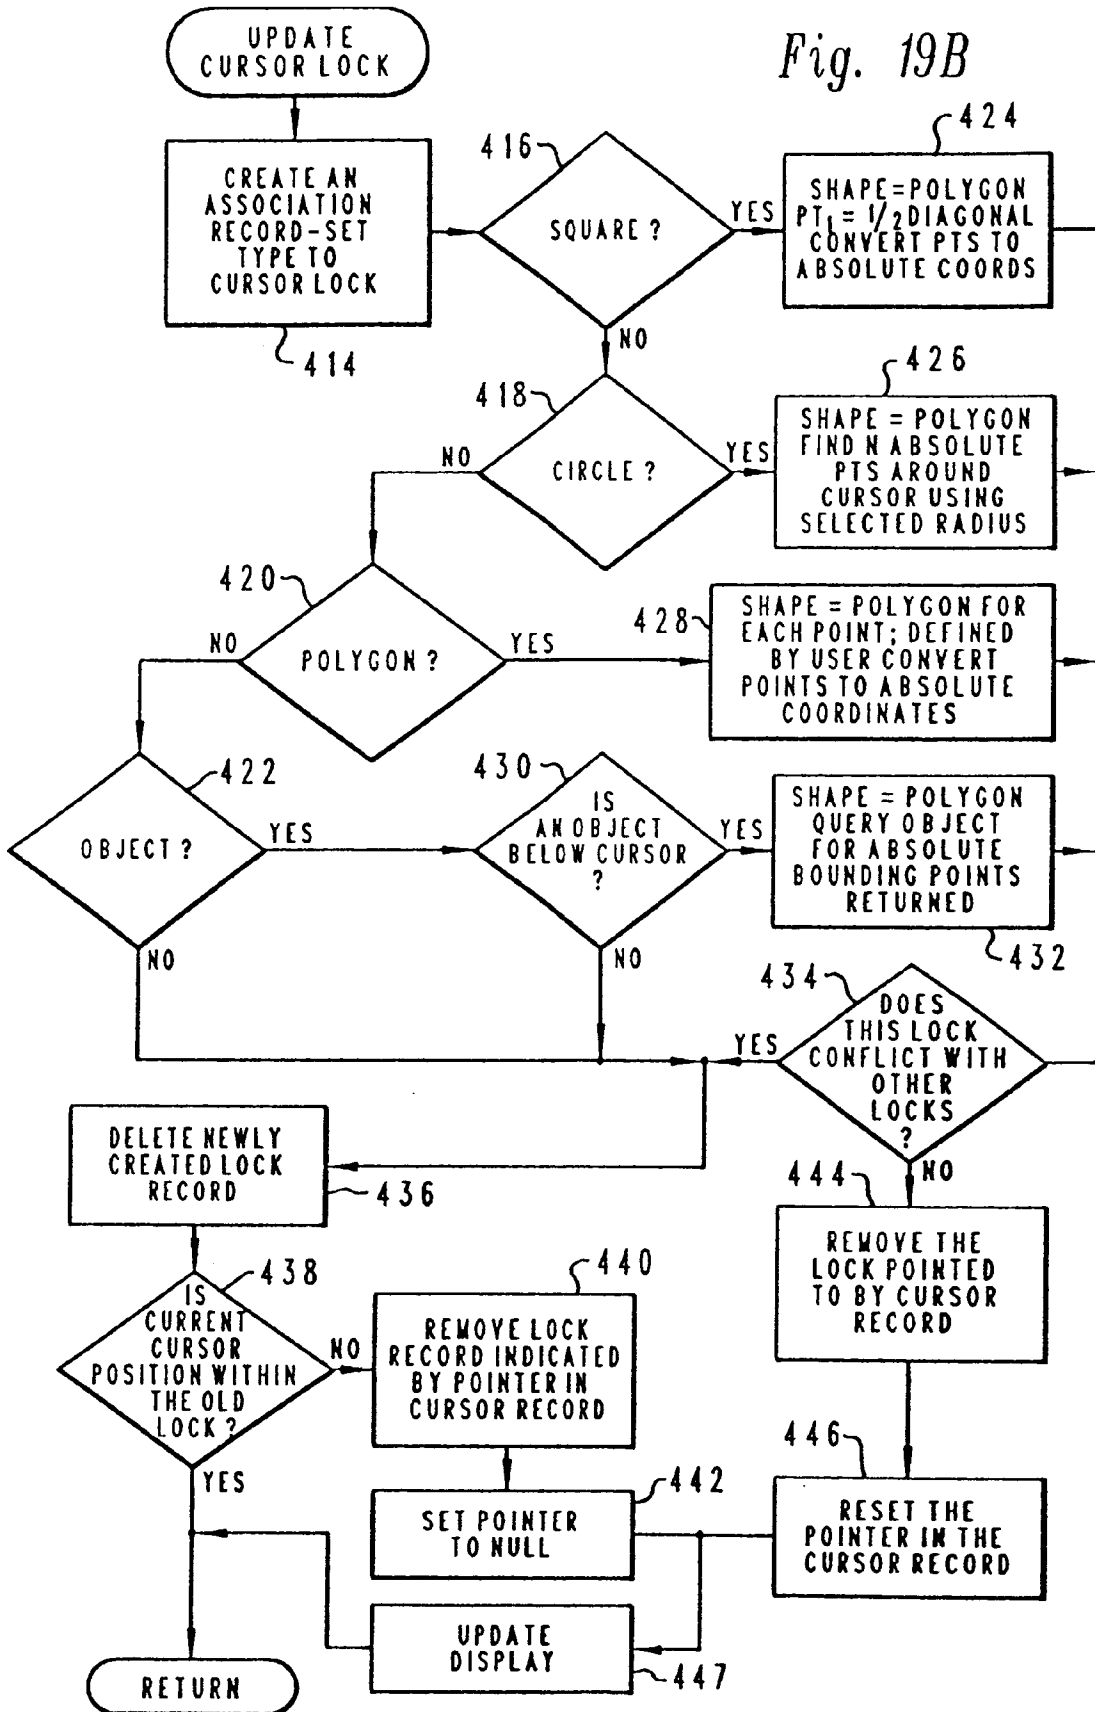 Fig. 19B
UPDATE
CURSOR LOCK
CREATE AN
ASSOCIATION
RECORD-SET
TYPE TO
CURSOR LOCK
414
416
SQUARE ?
YES
NO
424
SHAPE=POLYGON
PT1 = 1/2 DIAGONAL
CONVERT PTS TO
ABSOLUTE COORDS
418
CIRCLE ?
NO
YES
426
SHAPE = POLYGON
FIND N ABSOLUTE
PTS AROUND
CURSOR USING
SELECTED RADIUS
420
POLYGON ?
NO
YES
428
SHAPE = POLYGON FOR
EACH POINT; DEFINED
BY USER CONVERT
POINTS TO ABSOLUTE
COORDINATES
422
OBJECT ?
YES
NO
430
IS
AN OBJECT
BELOW CURSOR
?
YES
NO
SHAPE = POLYGON
QUERY OBJECT
FOR ABSOLUTE
BOUNDING POINTS
RETURNED
432
434
DOES
THIS LOCK
CONFLICT WITH
OTHER
LOCKS
?
YES
NO
DELETE NEWLY
CREATED LOCK
RECORD
436
438
IS
CURRENT
CURSOR
POSITION WITHIN
THE OLD
LOCK ?
NO
YES
440
REMOVE LOCK
RECORD INDICATED
BY POINTER IN
CURSOR RECORD
442
SET POINTER
TO NULL
444
REMOVE THE
LOCK POINTED
TO BY CURSOR
RECORD
446
RESET THE
POINTER IN THE
CURSOR RECORD
UPDATE
DISPLAY
447
RETURN